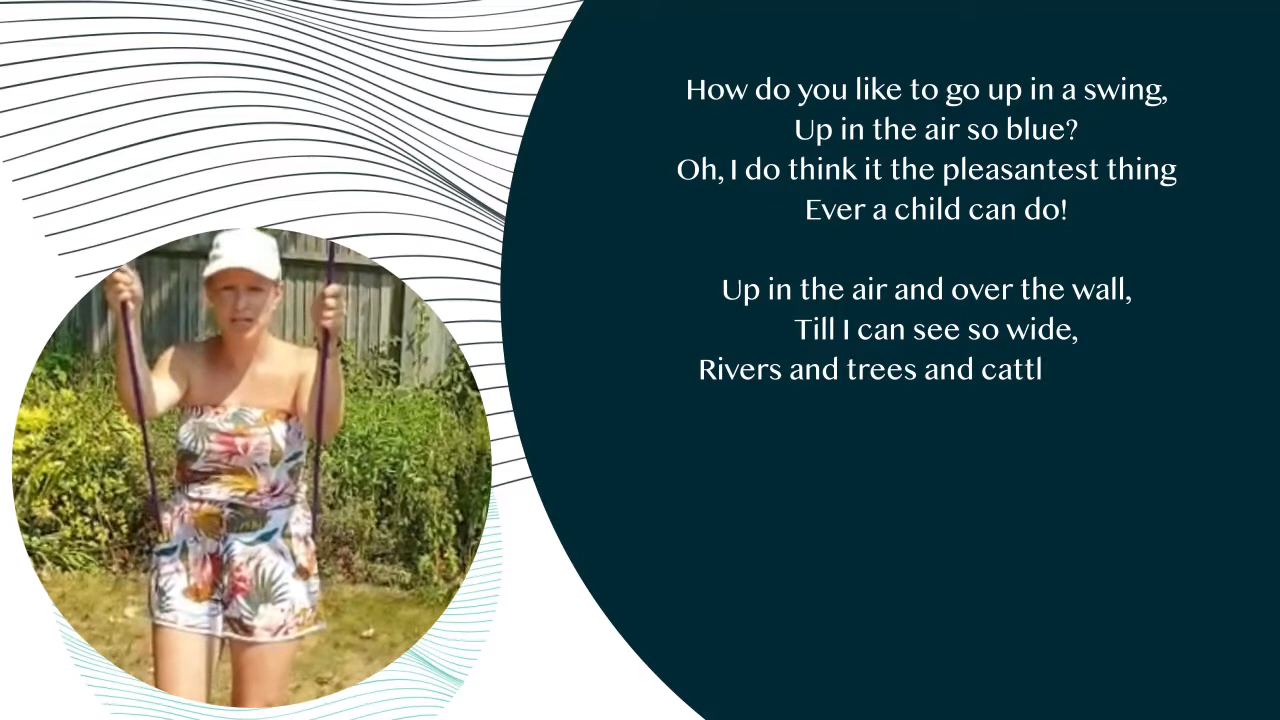 How do you like to go up in a swing,
Up in the air so blue?
Oh, I do think it the pleasantest thing
Ever a child can do!
Up in the air and over the wall,
Till I can see so wide,
Rivers and trees and cattl